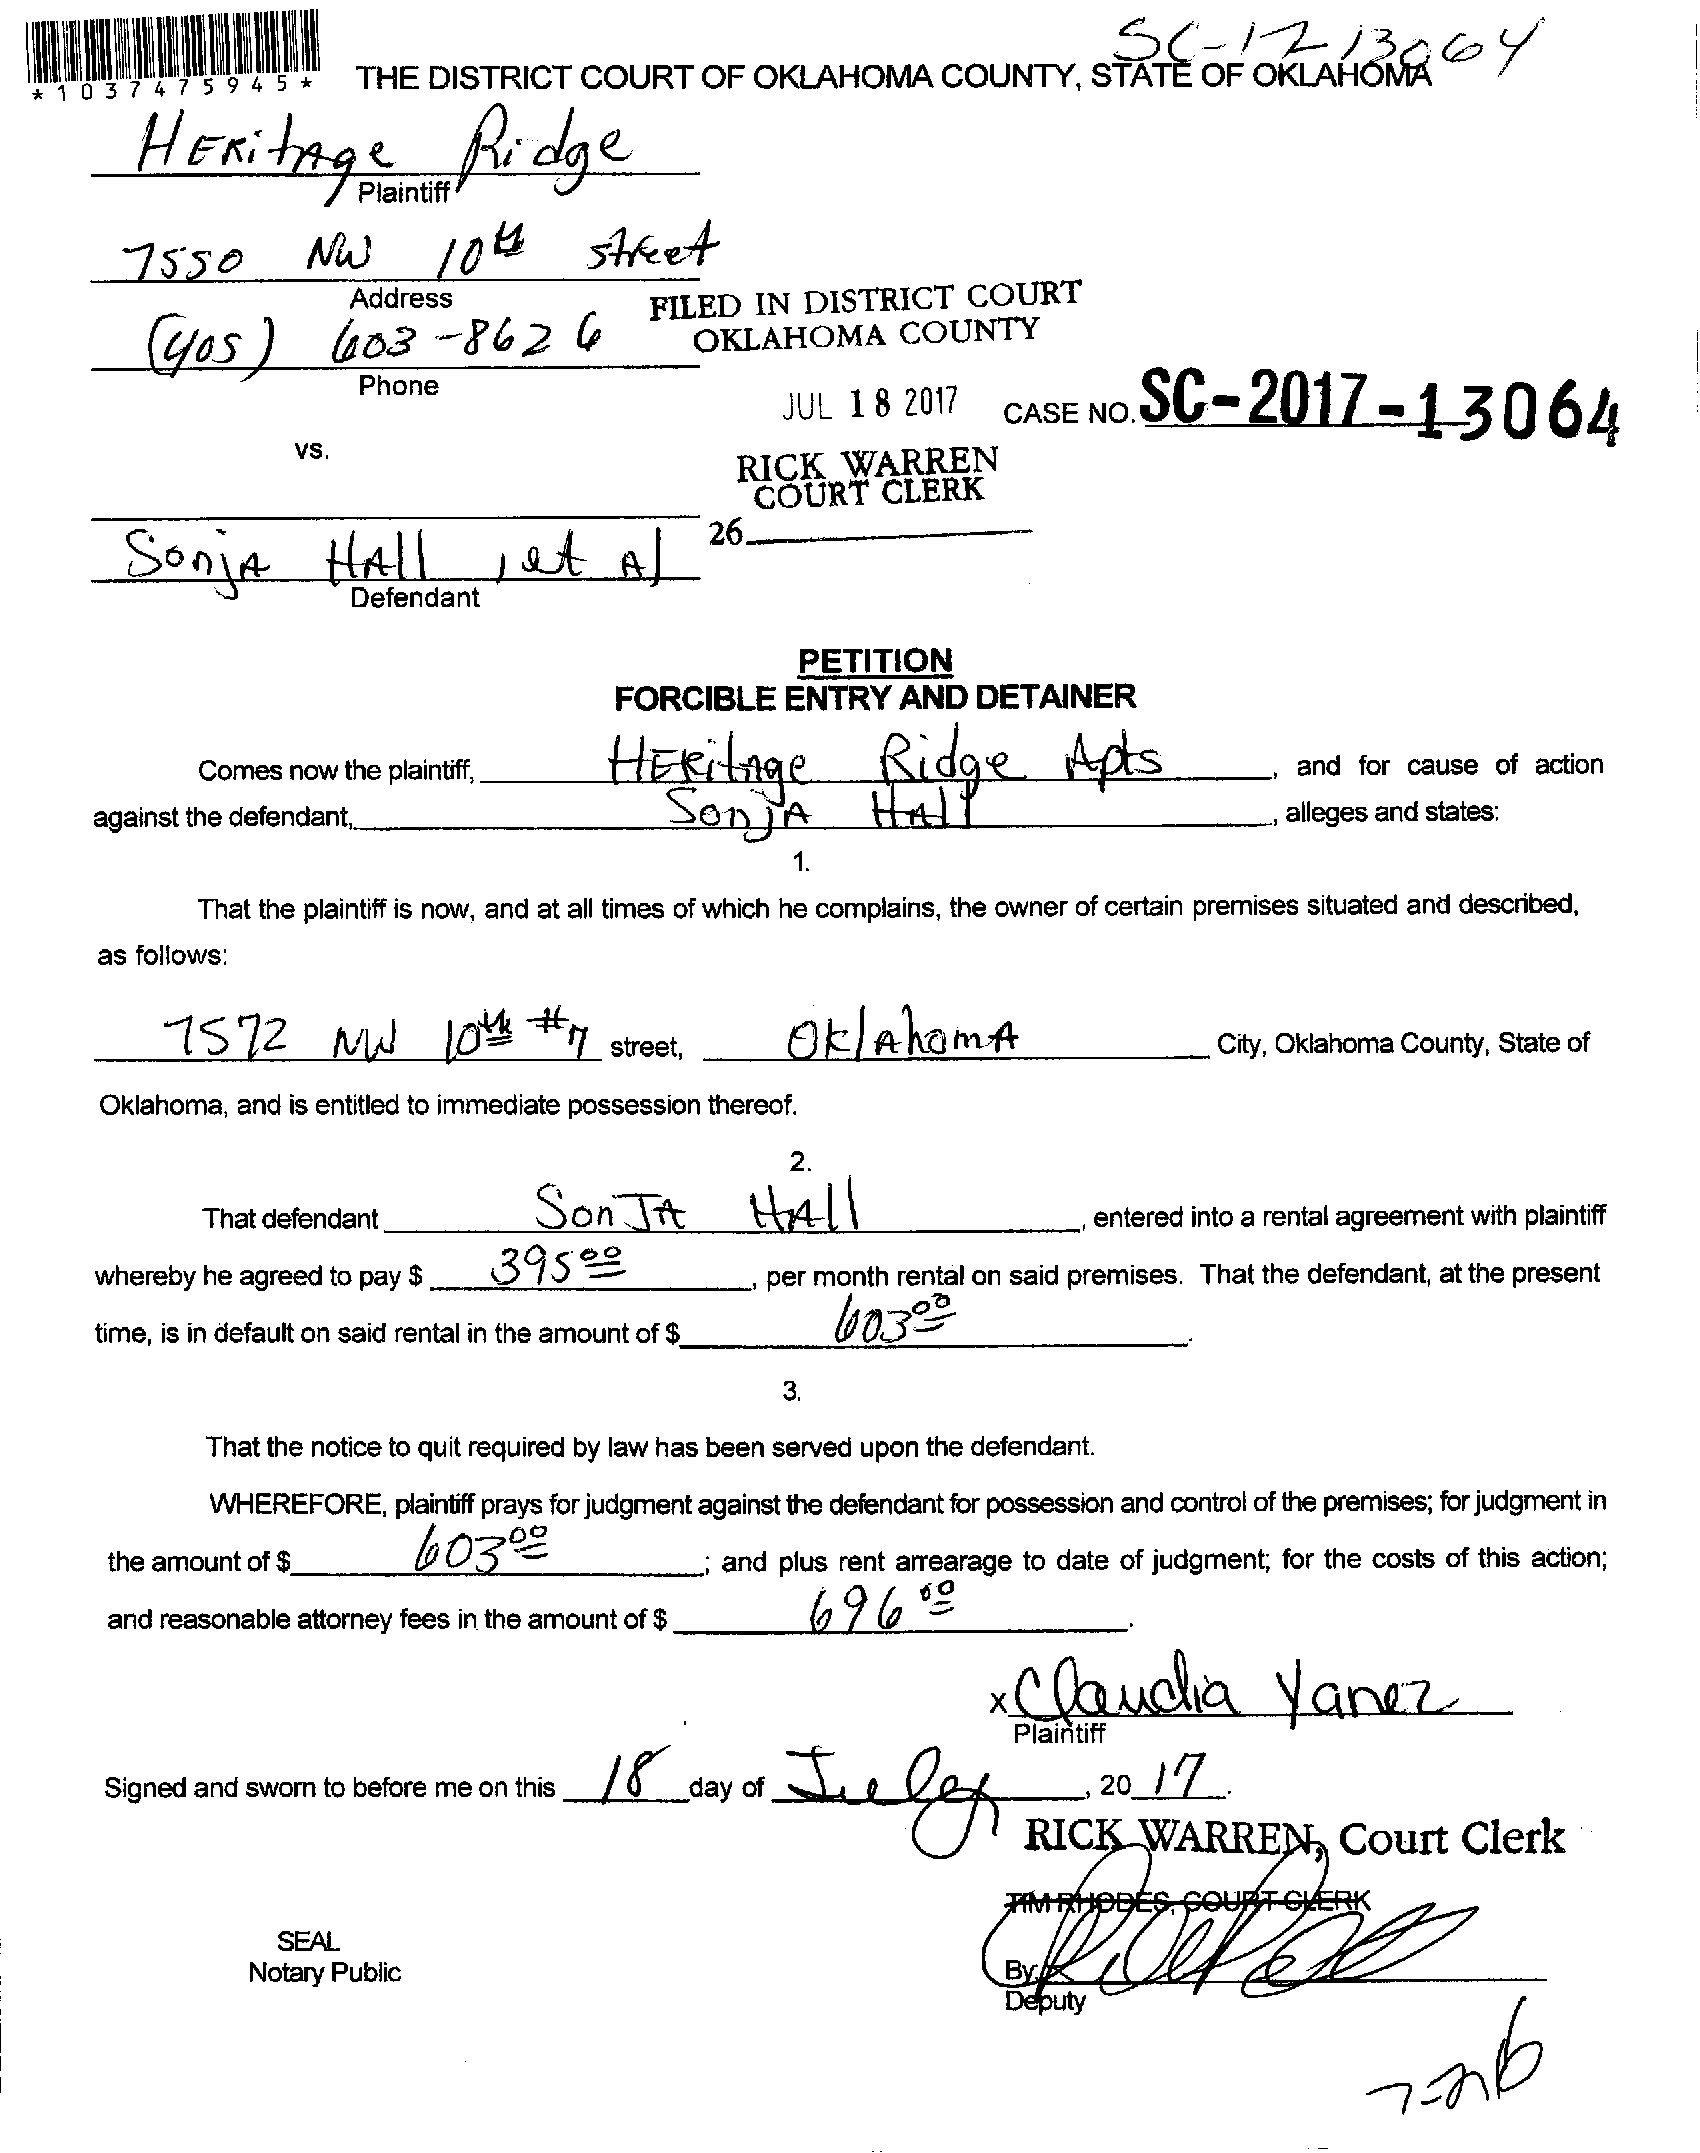 SC-17-13064
*1037475945*
THE DISTRICT COURT OF OKLAHOMA COUNTY, STATE OF OKLAHOMA
HERitAge Ridge
Plaintiff
7550 NW 10th street
Address
(405) 603-8626
Phone
FILED IN DISTRICT COURT
OKLAHOMA COUNTY
JUL 18 2017
CASE NO. SC-2017-13064
vs.
RICK WARREN
COURT CLERK
26
SonjA HAll, et Al
Defendant
PETITION
FORCIBLE ENTRY AND DETAINER
Comes now the plaintiff, HERitAge Ridge Apts, and for cause of action
against the defendant, SonjA HAll, alleges and states:
1.
That the plaintiff is now, and at all times of which he complains, the owner of certain premises situated and described,
as follows:
7572 NW 10th #7 street, OklAhomA City, Oklahoma County, State of
Oklahoma, and is entitled to immediate possession thereof.
2.
That defendant SonJA HAll, entered into a rental agreement with plaintiff
whereby he agreed to pay $ 395 00, per month rental on said premises. That the defendant, at the present
time, is in default on said rental in the amount of $ 603 00.
3.
That the notice to quit required by law has been served upon the defendant.
WHEREFORE, plaintiff prays for judgment against the defendant for possession and control of the premises; for judgment in
the amount of $ 603 00; and plus rent arrearage to date of judgment; for the costs of this action;
and reasonable attorney fees in the amount of $ 696 00.
x Claudia Yanez
Plaintiff
Signed and sworn to before me on this 18 day of July, 20 17.
RICK WARREN, Court Clerk
TIM RHODES, COURT CLERK
SEAL
Notary Public
By
Deputy
7-26